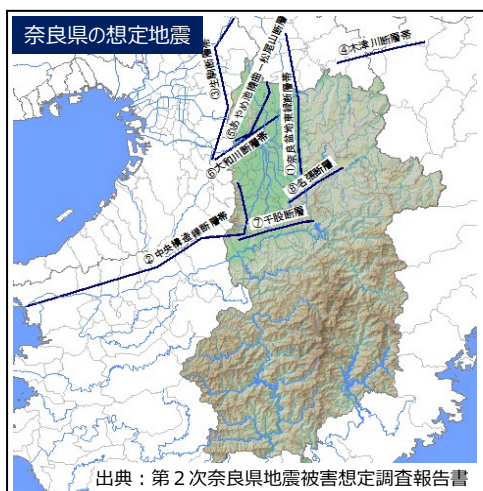 奈良県の想定地震
④木津川断層帯
③生駒断層帯
⑤あやめ池撓曲－松尾山断層
①奈良盆地東縁断層帯
⑥大和川断層帯
⑧名張断層
⑦千股断層
②中央構造線断層帯
出典：第２次奈良県地震被害想定調査報告書